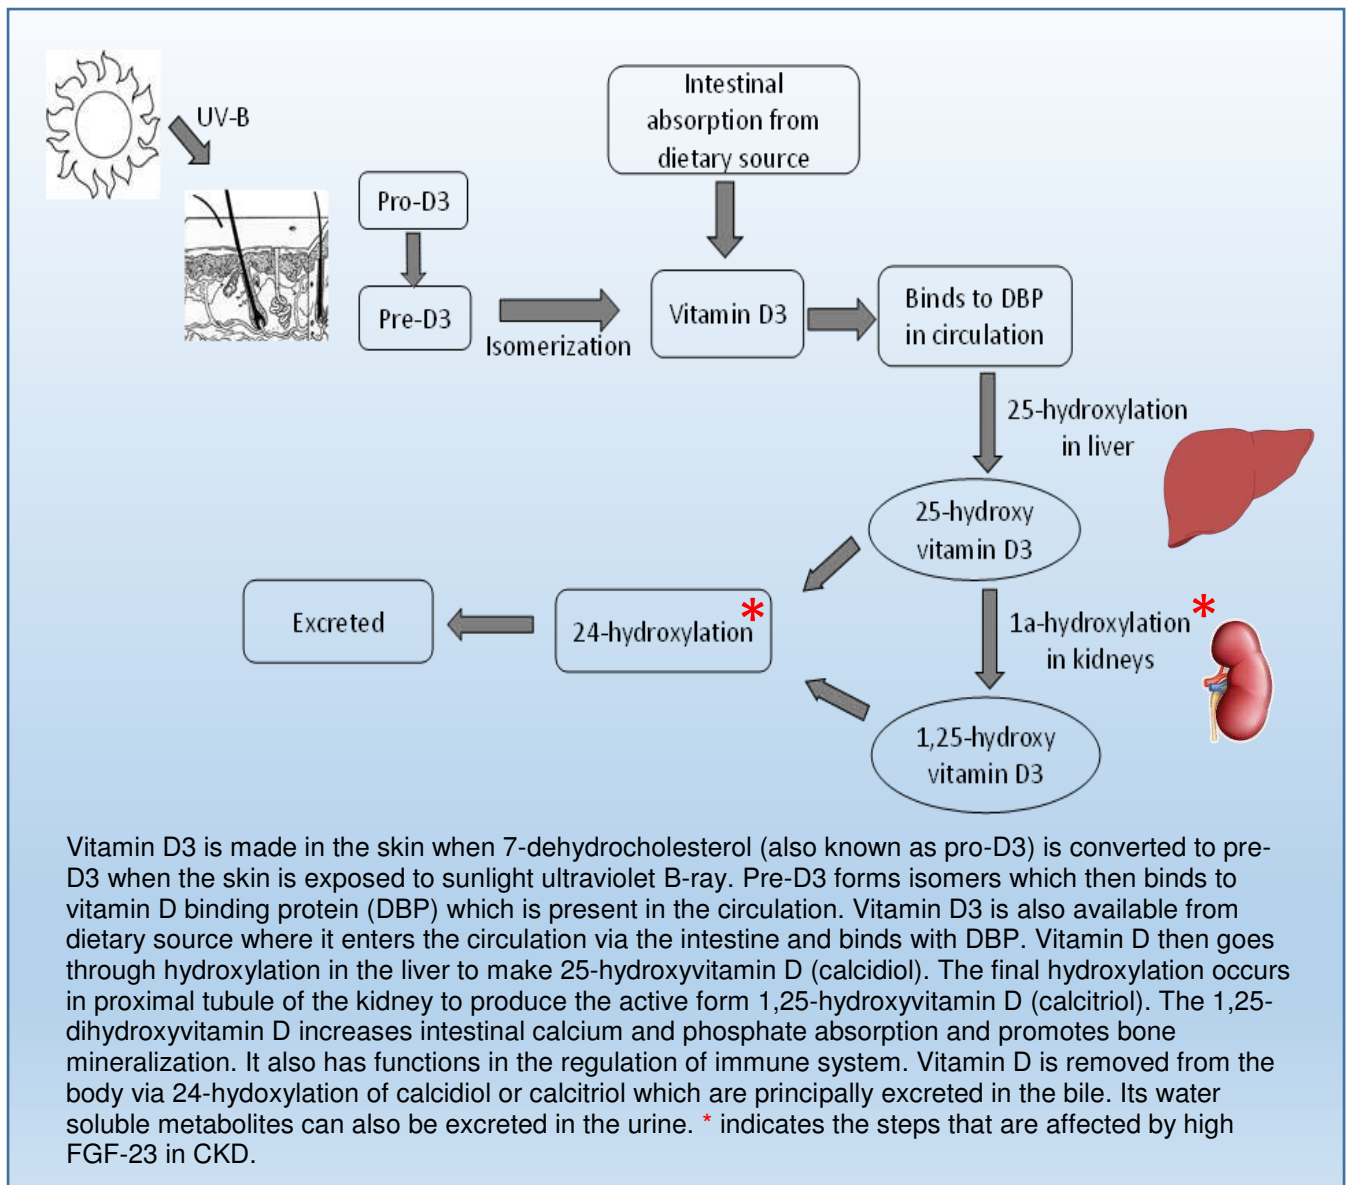 UV-B
Intestinal
absorption from
dietary source
Pro-D3
Pre-D3
Isomerization
Vitamin D3
Binds to DBP
in circulation
25-hydroxylation
in liver
25-hydroxy
vitamin D3
Excreted
24-hydroxylation*
1a-hydroxylation*
in kidneys
1,25-hydroxy
vitamin D3
Vitamin D3 is made in the skin when 7-dehydrocholesterol (also known as pro-D3) is converted to pre-
D3 when the skin is exposed to sunlight ultraviolet B-ray. Pre-D3 forms isomers which then binds to
vitamin D binding protein (DBP) which is present in the circulation. Vitamin D3 is also available from
dietary source where it enters the circulation via the intestine and binds with DBP. Vitamin D then goes
through hydroxylation in the liver to make 25-hydroxyvitamin D (calcidiol). The final hydroxylation occurs
in proximal tubule of the kidney to produce the active form 1,25-hydroxyvitamin D (calcitriol). The 1,25-
dihydroxyvitamin D increases intestinal calcium and phosphate absorption and promotes bone
mineralization. It also has functions in the regulation of immune system. Vitamin D is removed from the
body via 24-hydoxylation of calcidiol or calcitriol which are principally excreted in the bile. Its water
soluble metabolites can also be excreted in the urine. * indicates the steps that are affected by high
FGF-23 in CKD.